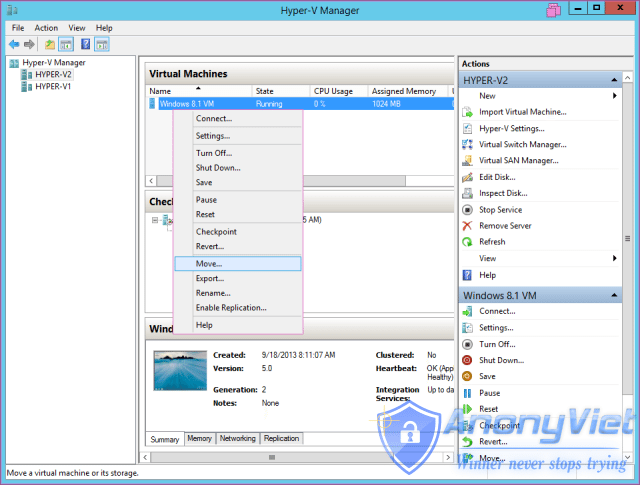 Hyper-V Manager
File Action View Help
Hyper-V Manager
HYPER-V2
HYPER-V1
Virtual Machines
Name State CPU Usage Assigned Memory
Windows 8.1 VM Running 0 % 1024 MB
Connect...
Settings...
Turn Off...
Shut Down...
Save
Pause
Reset
Checkpoint
Revert...
Move...
Export...
Rename...
Enable Replication...
Help
Chec
5 AM)
Wind
Created: 9/18/2013 8:11:07 AM
Version: 5.0
Generation: 2
Notes: None
Clustered: No
Heartbeat: OK (App
Healthy)
Integration Up to da
Services:
Summary Memory Networking Replication
Actions
HYPER-V2
New
Import Virtual Machine...
Hyper-V Settings...
Virtual Switch Manager...
Virtual SAN Manager...
Edit Disk...
Inspect Disk...
Stop Service
Remove Server
Refresh
View
Help
Windows 8.1 VM
Connect...
Settings...
Turn Off...
Shut Down...
Save
Pause
Reset
Checkpoint
Revert...
Move...
AnonyViet
Winner never stops trying
Move a virtual machine or its storage.